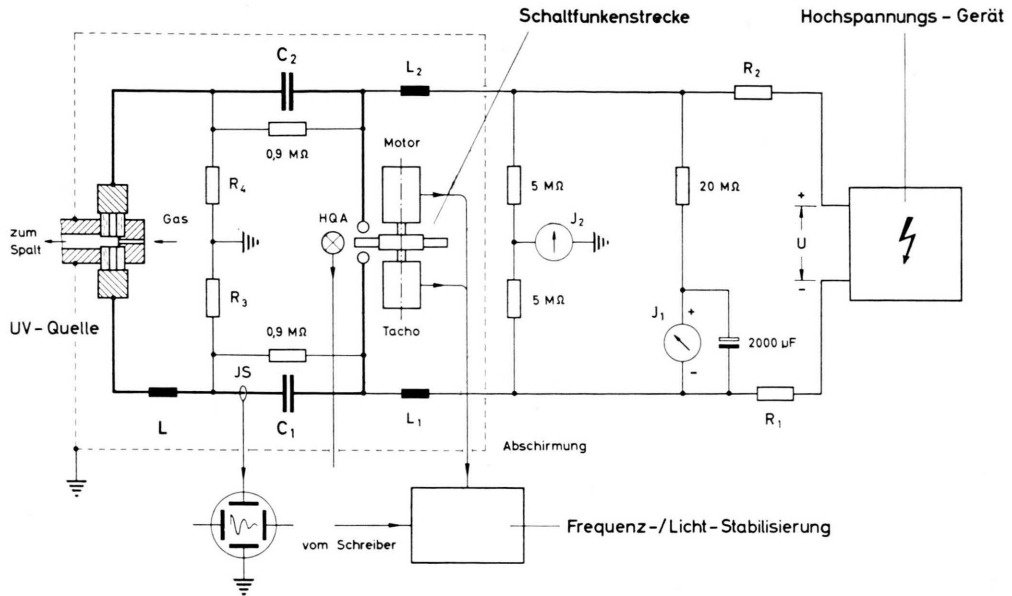 Schaltfunkenstrecke
Hochspannungs - Gerät
C2
L2
R2
0,9 MΩ
Motor
R4
5 MΩ
20 MΩ
Gas
HQA
J2
+
U
-
zum
Spalt
R3
5 MΩ
J1
+
-
2000 µF
UV - Quelle
0,9 MΩ
Tacho
JS
L
C1
L1
R1
Abschirmung
vom Schreiber
Frequenz-/Licht-Stabilisierung